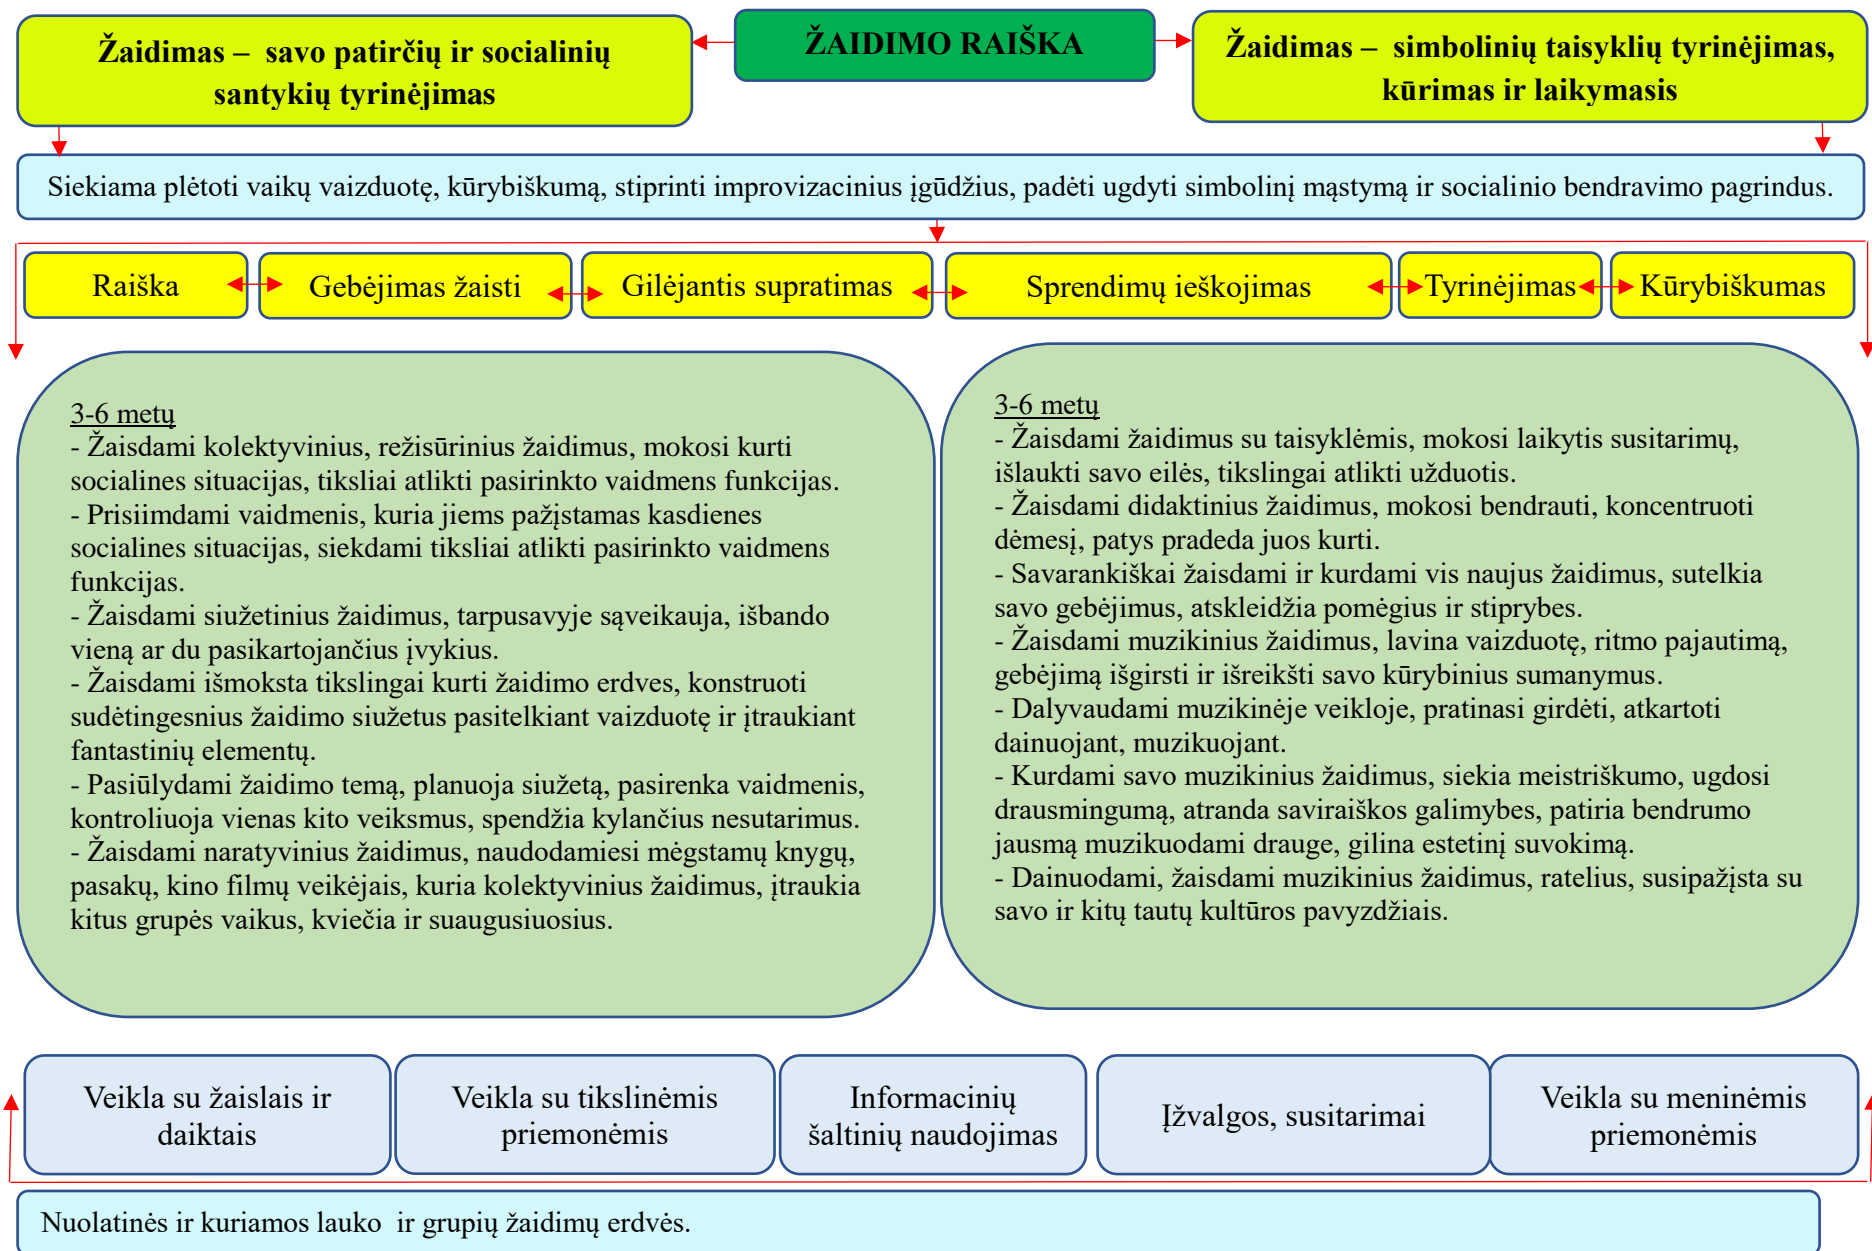 Žaidimas – savo patirčių ir socialinių
santykių tyrinėjimas
ŽAIDIMO RAIŠKA
Žaidimas – simbolinių taisyklių tyrinėjimas,
kūrimas ir laikymasis
Siekiama plėtoti vaikų vaizduotę, kūrybiškumą, stiprinti improvizacinius įgūdžius, padėti ugdyti simbolinį mąstymą ir socialinio bendravimo pagrindus.
Raiška
Gebėjimas žaisti
Gilėjantis supratimas
Sprendimų ieškojimas
Tyrinėjimas
Kūrybiškumas
3-6 metų
- Žaisdami kolektyvinius, režisūrinius žaidimus, mokosi kurti
socialines situacijas, tiksliai atlikti pasirinkto vaidmens funkcijas.
- Prisiimdami vaidmenis, kuria jiems pažįstamas kasdienes
socialines situacijas, siekdami tiksliai atlikti pasirinkto vaidmens
funkcijas.
- Žaisdami siužetinius žaidimus, tarpusavyje sąveikauja, išbando
vieną ar du pasikartojančius įvykius.
- Žaisdami išmoksta tikslingai kurti žaidimo erdves, konstruoti
sudėtingesnius žaidimo siužetus pasitelkiant vaizduotę ir įtraukiant
fantastinių elementų.
- Pasiūlydami žaidimo temą, planuoja siužetą, pasirenka vaidmenis,
kontroliuoja vienas kito veiksmus, spendžia kylančius nesutarimus.
- Žaisdami naratyvinius žaidimus, naudodamiesi mėgstamų knygų,
pasakų, kino filmų veikėjais, kuria kolektyvinius žaidimus, įtraukia
kitus grupės vaikus, kviečia ir suaugusiuosius.
3-6 metų
- Žaisdami žaidimus su taisyklėmis, mokosi laikytis susitarimų,
išlaukti savo eilės, tikslingai atlikti užduotis.
- Žaisdami didaktinius žaidimus, mokosi bendrauti, koncentruoti
dėmesį, patys pradeda juos kurti.
- Savarankiškai žaisdami ir kurdami vis naujus žaidimus, sutelkia
savo gebėjimus, atskleidžia pomėgius ir stiprybes.
- Žaisdami muzikinius žaidimus, lavina vaizduotę, ritmo pajautimą,
gebėjimą išgirsti ir išreikšti savo kūrybinius sumanymus.
- Dalyvaudami muzikinėje veikloje, pratinasi girdėti, atkartoti
dainuojant, muzikuojant.
- Kurdami savo muzikinius žaidimus, siekia meistriškumo, ugdosi
drausmingumą, atranda saviraiškos galimybes, patiria bendrumo
jausmą muzikuodami drauge, gilina estetinį suvokimą.
- Dainuodami, žaisdami muzikinius žaidimus, ratelius, susipažįsta su
savo ir kitų tautų kultūros pavyzdžiais.
Veikla su žaislais ir
daiktais
Veikla su tikslinėmis
priemonėmis
Informacinių
šaltinių naudojimas
Įžvalgos, susitarimai
Veikla su meninėmis
priemonėmis
Nuolatinės ir kuriamos lauko ir grupių žaidimų erdvės.